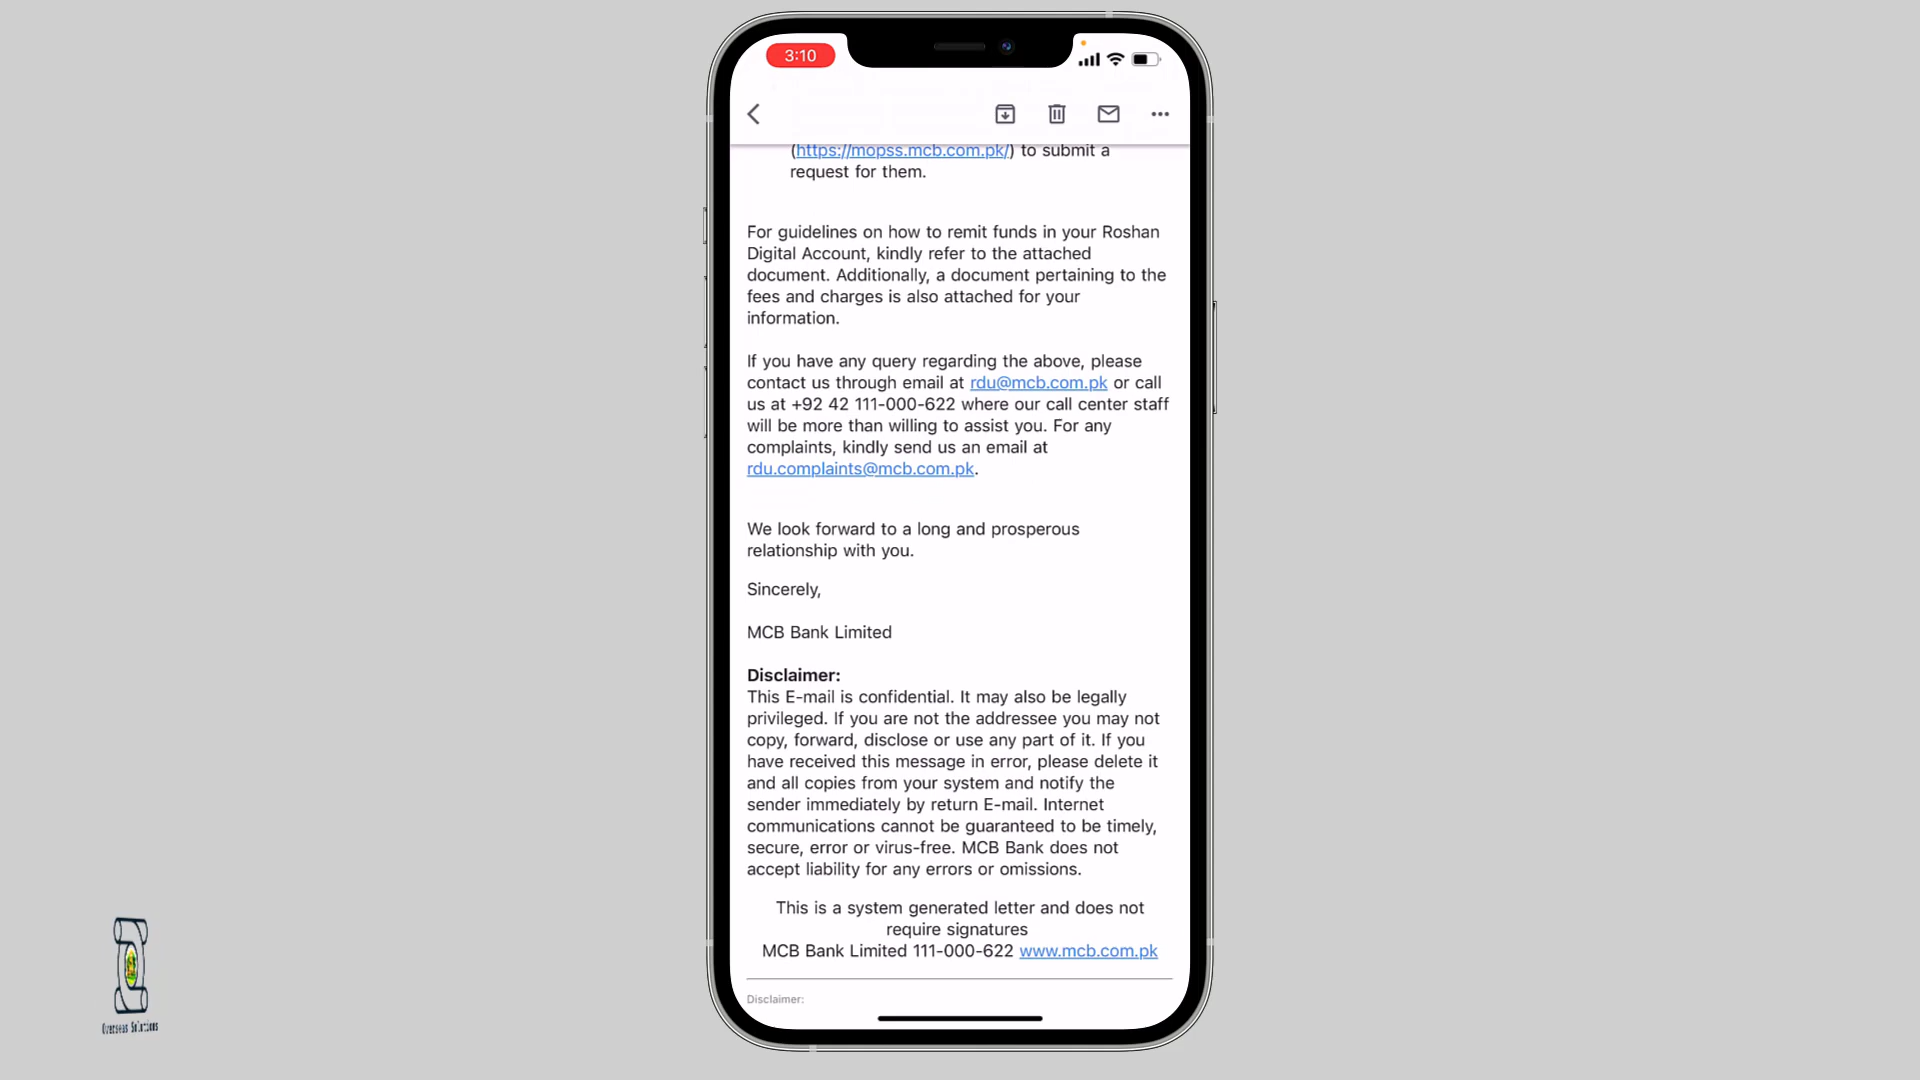 3:10
(https://mopss.mcb.com.pk/) to submit a
request for them.
For guidelines on how to remit funds in your Roshan
Digital Account, kindly refer to the attached
document. Additionally, a document pertaining to the
fees and charges is also attached for your
information.
If you have any query regarding the above, please
contact us through email at rdu@mcb.com.pk or call
us at +92 42 111-000-622 where our call center staff
will be more than willing to assist you. For any
complaints, kindly send us an email at
rdu.complaints@mcb.com.pk.
We look forward to a long and prosperous
relationship with you.
Sincerely,
MCB Bank Limited
Disclaimer:
This E-mail is confidential. It may also be legally
privileged. If you are not the addressee you may not
copy, forward, disclose or use any part of it. If you
have received this message in error, please delete it
and all copies from your system and notify the
sender immediately by return E-mail. Internet
communications cannot be guaranteed to be timely,
secure, error or virus-free. MCB Bank does not
accept liability for any errors or omissions.
This is a system generated letter and does not
require signatures
MCB Bank Limited 111-000-622 www.mcb.com.pk
Disclaimer:
Overseas Solutions